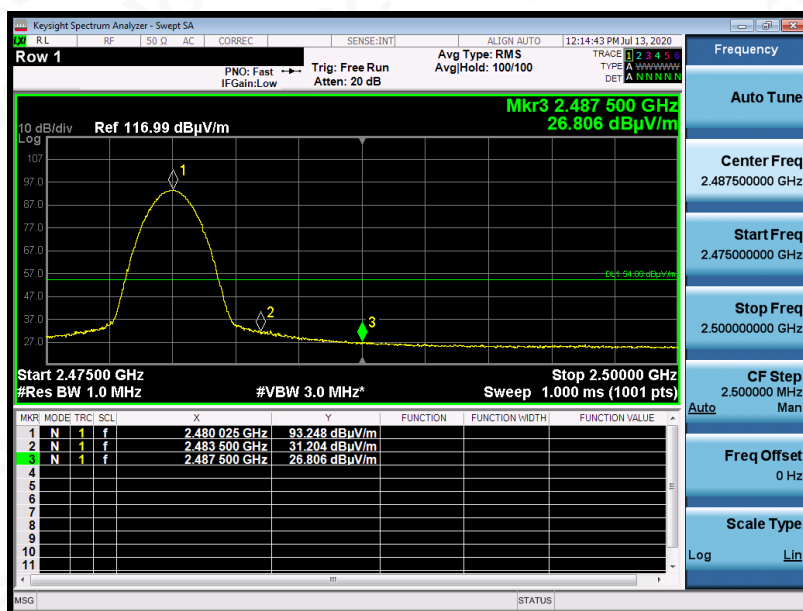 Keysight Spectrum Analyzer - Swept SA
LXI RL RF 50 Ω AC CORREC SENSE:INT ALIGN AUTO 12:14:43 PM Jul 13, 2020
Row 1
PNO: Fast
IFGain:Low
Trig: Free Run
Atten: 20 dB
Avg Type: RMS
Avg|Hold: 100/100
TRACE 1 2 3 4 5 6
TYPE A WWWWW
DET A N N N N N
Mkr3 2.487 500 GHz
26.806 dBµV/m
10 dB/div Ref 116.99 dBµV/m
Log
107
97.0
87.0
77.0
67.0
57.0
47.0
37.0
27.0
1
2
3
DL1 54.00 dBµV/m
Start 2.47500 GHz Stop 2.50000 GHz
#Res BW 1.0 MHz #VBW 3.0 MHz* Sweep 1.000 ms (1001 pts)
MKR MODE TRC SCL X Y FUNCTION FUNCTION WIDTH FUNCTION VALUE
1 N 1 f 2.480 025 GHz 93.248 dBµV/m
2 N 1 f 2.483 500 GHz 31.204 dBµV/m
3 N 1 f 2.487 500 GHz 26.806 dBµV/m
4
5
6
7
8
9
10
11
MSG STATUS
Frequency
Auto Tune
Center Freq
2.487500000 GHz
Start Freq
2.475000000 GHz
Stop Freq
2.500000000 GHz
CF Step
2.500000 MHz
Auto Man
Freq Offset
0 Hz
Scale Type
Log Lin